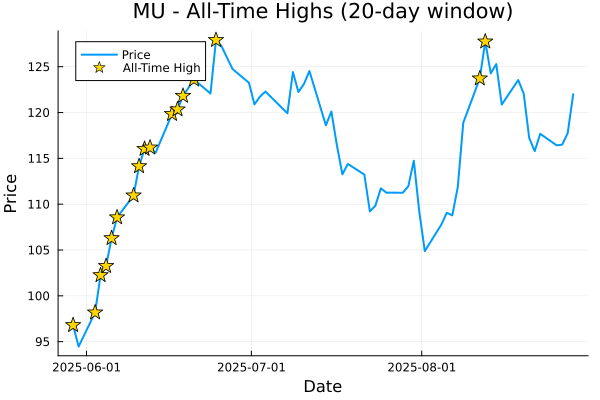 MU - All-Time Highs (20-day window)
Price
All-Time High
125
120
115
110
105
100
95
Price
2025-06-01
2025-07-01
2025-08-01
Date